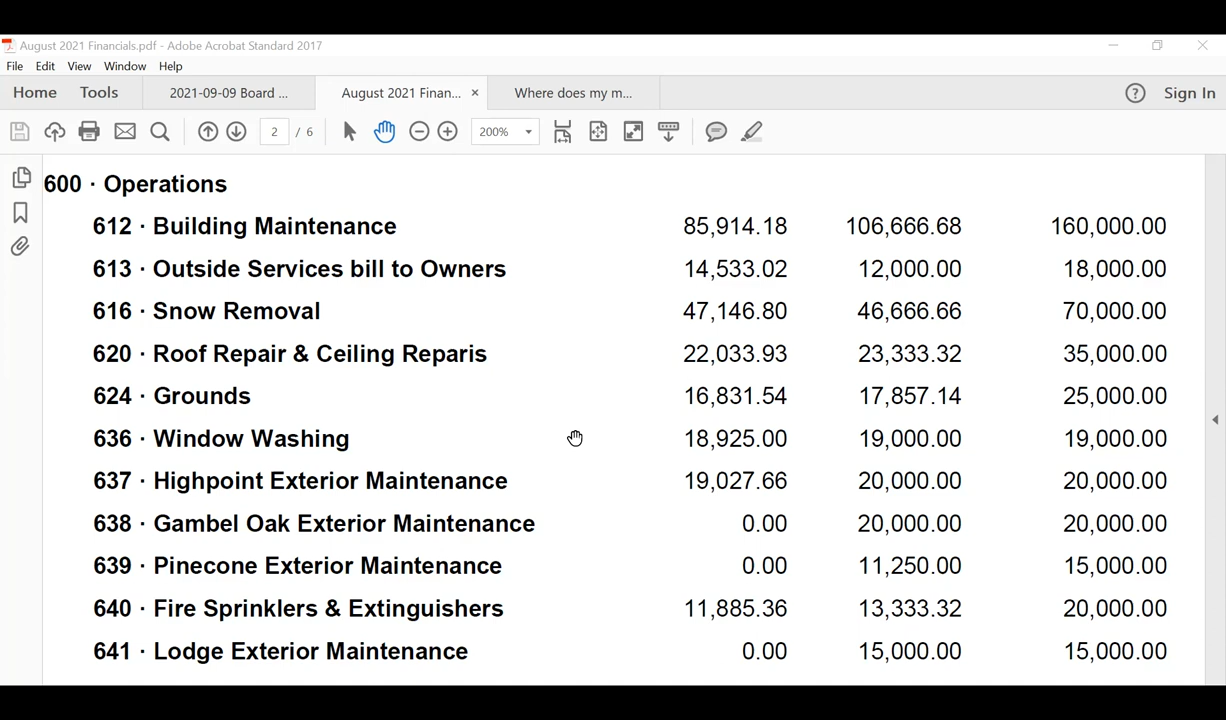 August 2021 Financials.pdf - Adobe Acrobat Standard 2017
File Edit View Window Help
Home Tools 2021-09-09 Board ... August 2021 Finan... × Where does my m... ? Sign In
2 / 6 200%
600 · Operations
612 · Building Maintenance 85,914.18 106,666.68 160,000.00
613 · Outside Services bill to Owners 14,533.02 12,000.00 18,000.00
616 · Snow Removal 47,146.80 46,666.66 70,000.00
620 · Roof Repair & Ceiling Reparis 22,033.93 23,333.32 35,000.00
624 · Grounds 16,831.54 17,857.14 25,000.00
636 · Window Washing 18,925.00 19,000.00 19,000.00
637 · Highpoint Exterior Maintenance 19,027.66 20,000.00 20,000.00
638 · Gambel Oak Exterior Maintenance 0.00 20,000.00 20,000.00
639 · Pinecone Exterior Maintenance 0.00 11,250.00 15,000.00
640 · Fire Sprinklers & Extinguishers 11,885.36 13,333.32 20,000.00
641 · Lodge Exterior Maintenance 0.00 15,000.00 15,000.00